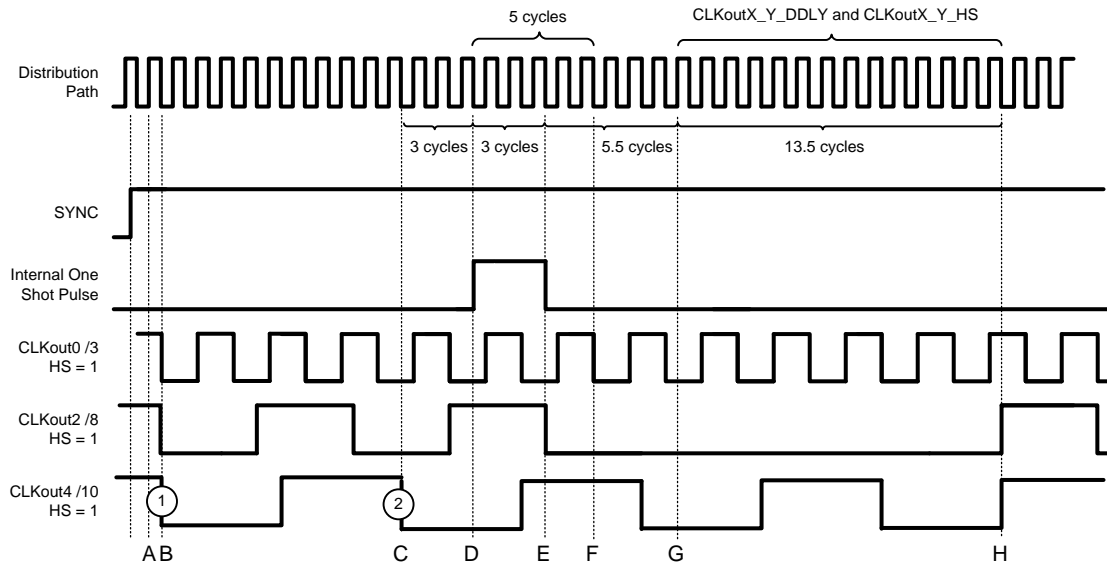 5 cycles
CLKoutX_Y_DDLY and CLKoutX_Y_HS
Distribution
Path
3 cycles
3 cycles
5.5 cycles
13.5 cycles
SYNC
Internal One
Shot Pulse
CLKout0 /3
HS = 1
CLKout2 /8
HS = 1
CLKout4 /10
HS = 1
1
2
A B C D E F G H